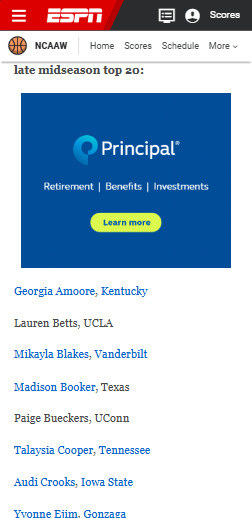 ESPN
Scores
NCAAW Home Scores Schedule More
late midseason top 20:
Principal®
Retirement | Benefits | Investments
Learn more
Georgia Amoore, Kentucky
Lauren Betts, UCLA
Mikayla Blakes, Vanderbilt
Madison Booker, Texas
Paige Bueckers, UConn
Talaysia Cooper, Tennessee
Audi Crooks, Iowa State
Yvonne Ejim, Gonzaga